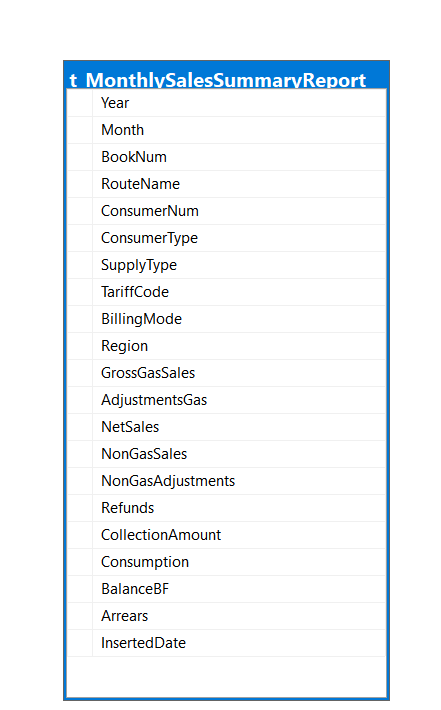 t_MonthlySalesSummaryReport
Year
Month
BookNum
RouteName
ConsumerNum
ConsumerType
SupplyType
TariffCode
BillingMode
Region
GrossGasSales
AdjustmentsGas
NetSales
NonGasSales
NonGasAdjustments
Refunds
CollectionAmount
Consumption
BalanceBF
Arrears
InsertedDate